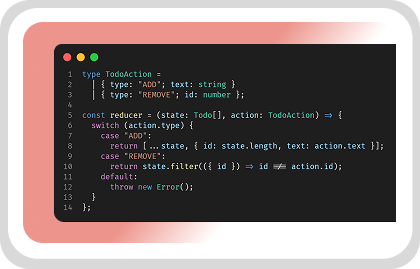 1 type TodoAction =
2 | { type: "ADD"; text: string }
3 | { type: "REMOVE"; id: number };
4
5 const reducer = (state: Todo[], action: TodoAction) => {
6 switch (action.type) {
7 case "ADD":
8 return [...state, { id: state.length, text: action.text }];
9 case "REMOVE":
10 return state.filter(({ id }) => id !== action.id);
11 default:
12 throw new Error();
13 }
14 };